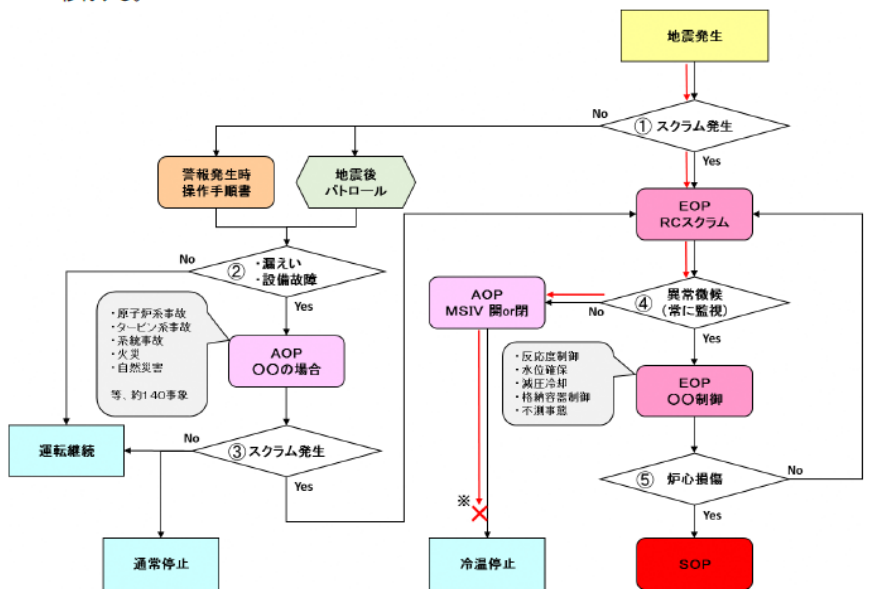 地震発生
No
① スクラム発生
Yes
警報発生時
操作手順書
地震後
パトロール
EOP
RCスクラム
No
② ・漏えい
・設備故障
Yes
AOP
MSIV 開or閉
No
④ 異常徴候
(常に監視)
Yes
・原子炉系事故
・タービン系事故
・系統事故
・火災
・自然災害
等、約140事象
AOP
〇〇の場合
・反応度制御
・水位確保
・減圧冷却
・格納容器制御
・不測事態
EOP
〇〇制御
運転継続
No
③ スクラム発生
Yes
※
⑤ 炉心損傷
No
Yes
通常停止
冷温停止
SOP